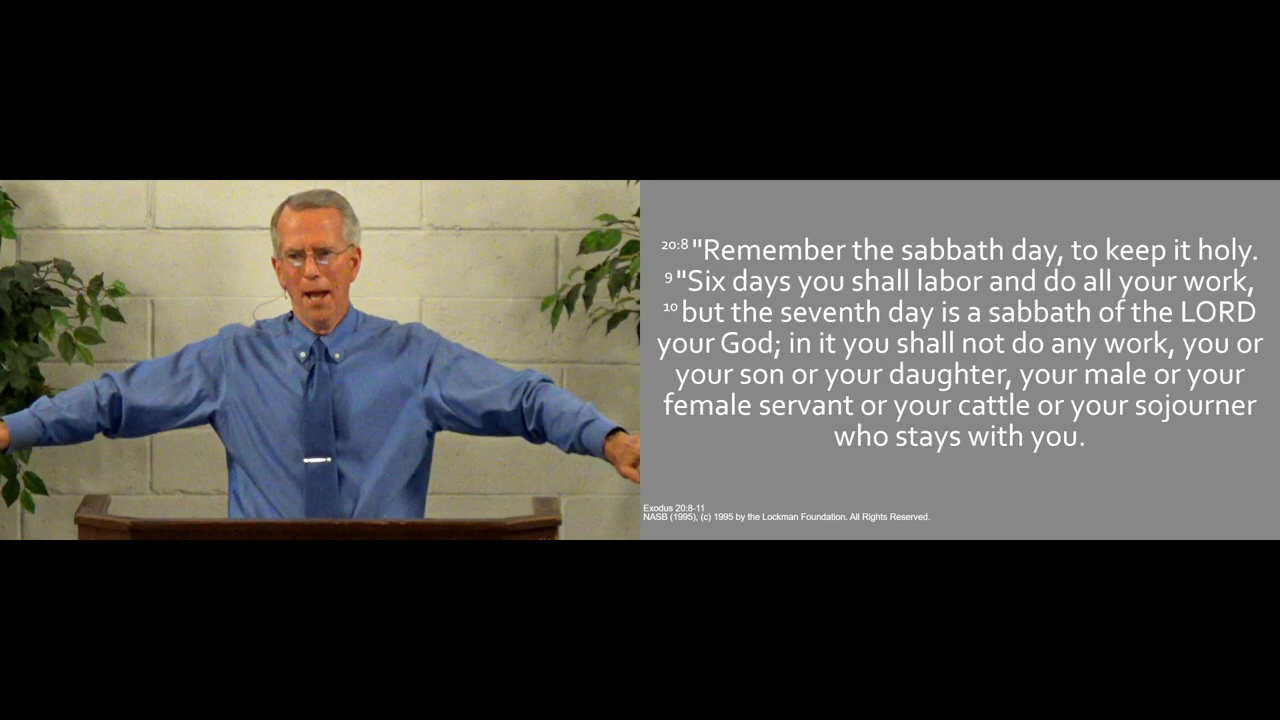 20:8 "Remember the sabbath day, to keep it holy.
9 "Six days you shall labor and do all your work,
10 but the seventh day is a sabbath of the LORD
your God; in it you shall not do any work, you or
your son or your daughter, your male or your
female servant or your cattle or your sojourner
who stays with you.
Exodus 20:8-11
NASB (1995), (c) 1995 by the Lockman Foundation. All Rights Reserved.